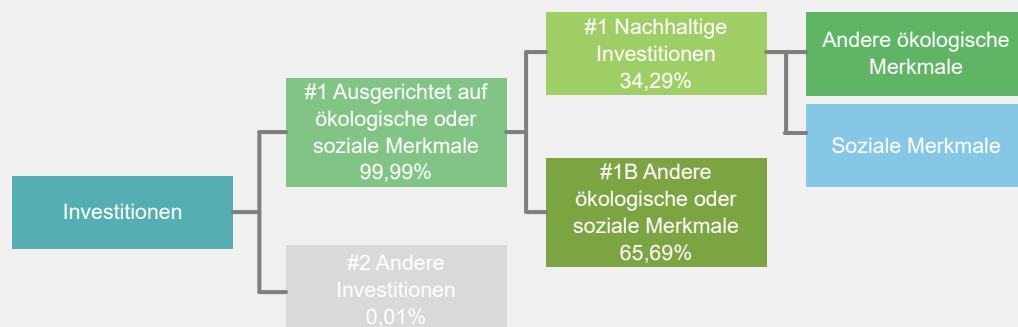 Investitionen
#1 Ausgerichtet auf
ökologische oder
soziale Merkmale
99,99%
#2 Andere
Investitionen
0,01%
#1 Nachhaltige
Investitionen
34,29%
#1B Andere
ökologische oder
soziale Merkmale
65,69%
Andere ökologische
Merkmale
Soziale Merkmale